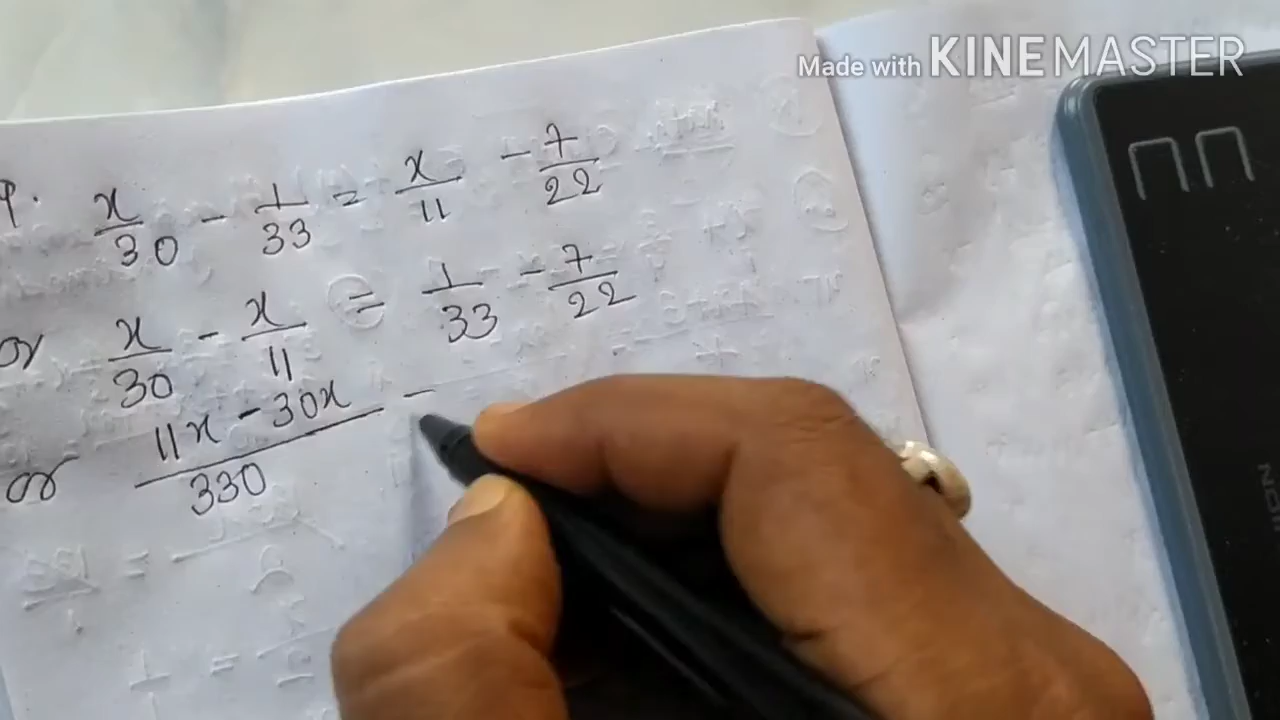 Made with KINEMASTER
x/30 - 1/33 = x/11 - 7/22
or x/30 - x/11 = 1/33 - 7/22
or 11x - 30x/330 -